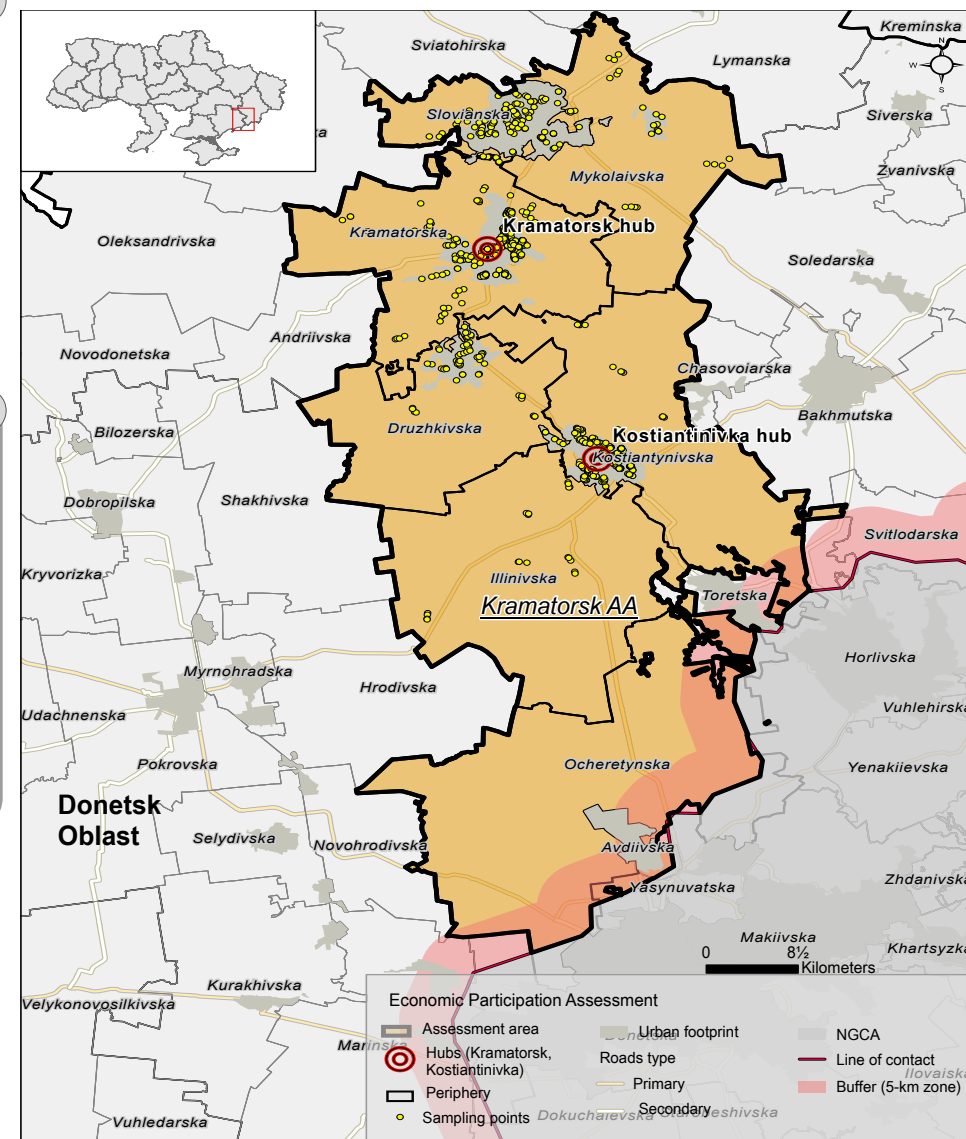 Kreminska
Sviatohirska
Lymanska
N
W
S
Siverska
Slovianska
Zvanivska
Mykolaivska
Kramatorska
Kramatorsk hub
Oleksandrivska
Soledarska
Andriivska
Novodonetska
Chasovoiarska
Bakhmutska
Druzhkivska
Bilozerska
Kostiantinivka hub
Kostiantynivska
Dobropilska
Shakhivska
Svitlodarska
Kryvorizka
Illinivska
Toretska
Kramatorsk AA
Horlivska
Myrnohradska
Hrodivska
Vuhlehirska
Udachnenska
Pokrovska
Ocheretynska
Yenakiievska
Donetsk
Oblast
Selydivska
Novohrodivska
Avdiivska
Yasynuvatska
Zhdanivska
Makiivska
Khartsyzka
0 8½
Kilometers
Kurakhivska
Velykonovosilkivska
Marinska
Vuhledarska
Economic Participation Assessment
Assessment area
Hubs (Kramatorsk,
Kostiantinivka)
Periphery
Sampling points
Urban footprint
Donetska
Roads type
Primary
Secondary
NGCA
Line of contact
Buffer (5-km zone)
Ilovaiska
Dokuchaievska Starobeshivska